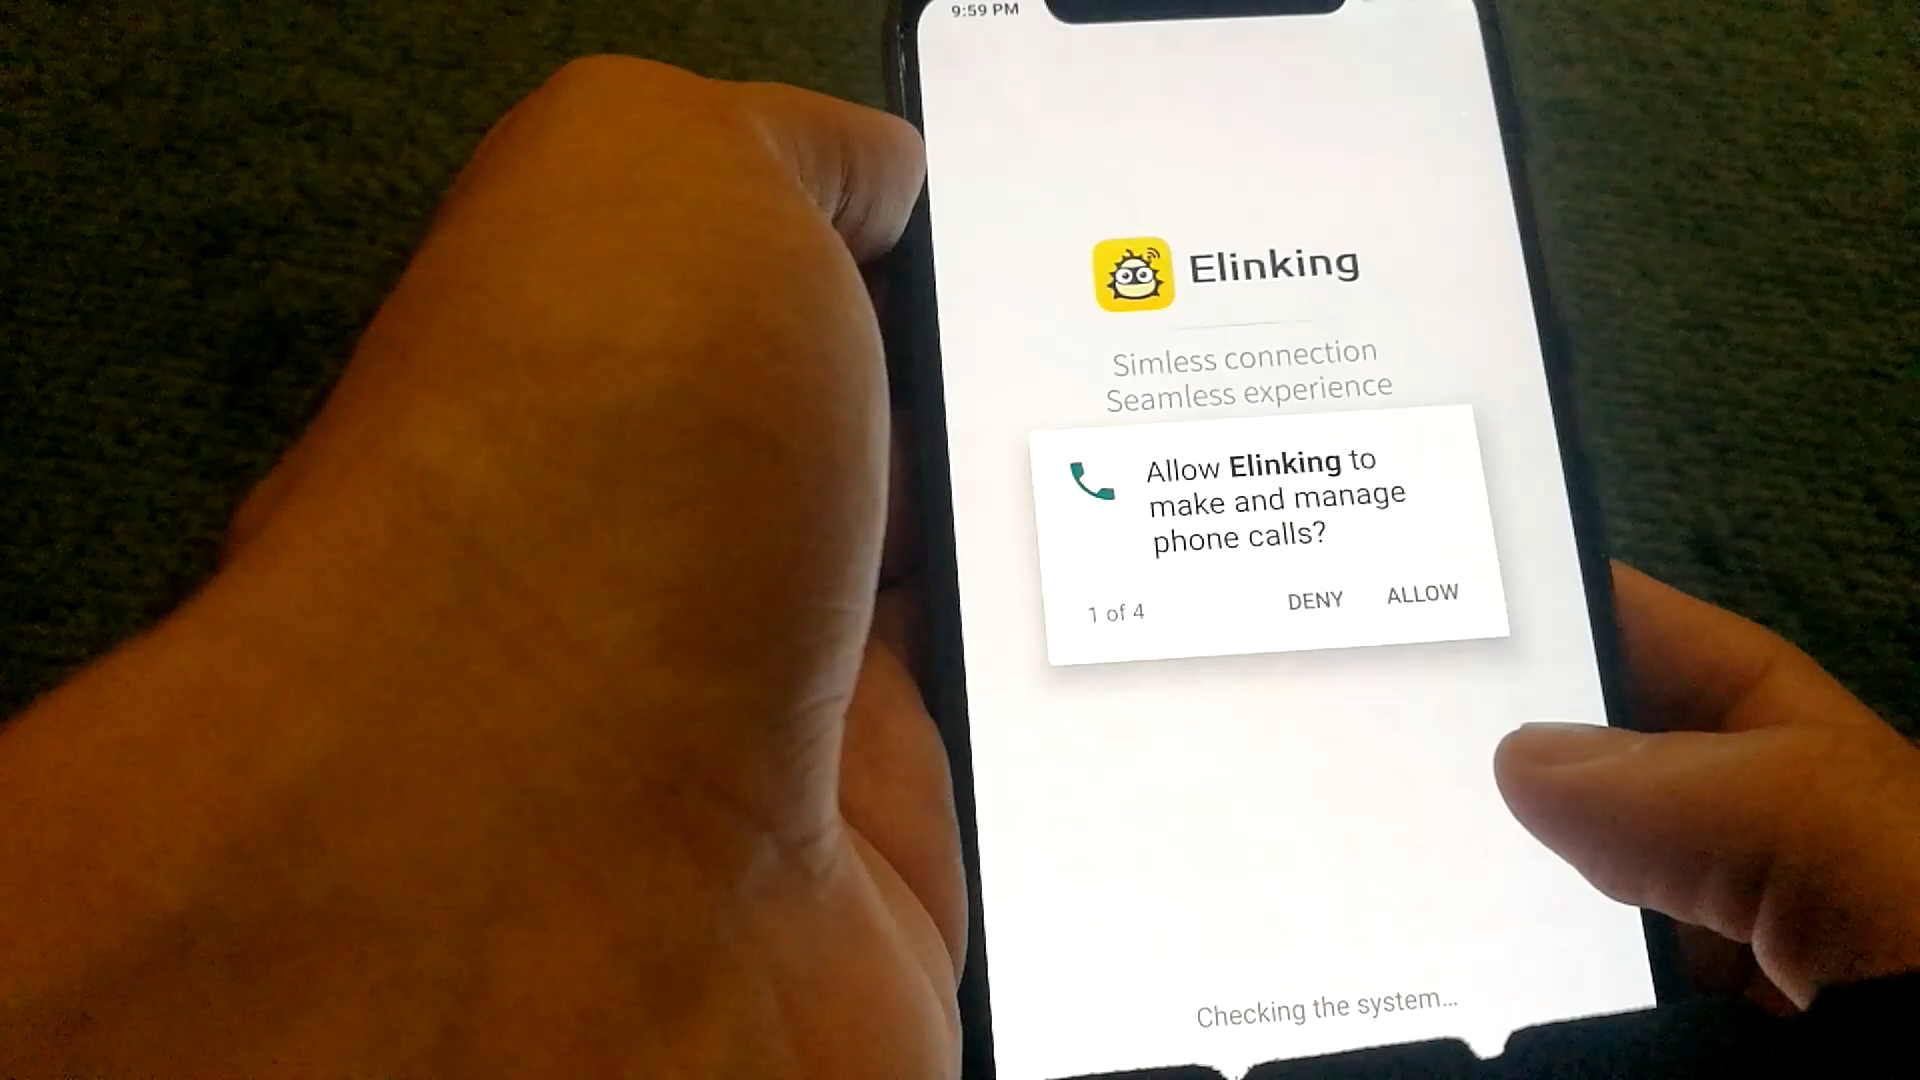 9:59 PM
Elinking
Simless connection
Seamless experience
Allow Elinking to
make and manage
phone calls?
1 of 4
DENY
ALLOW
Checking the system...